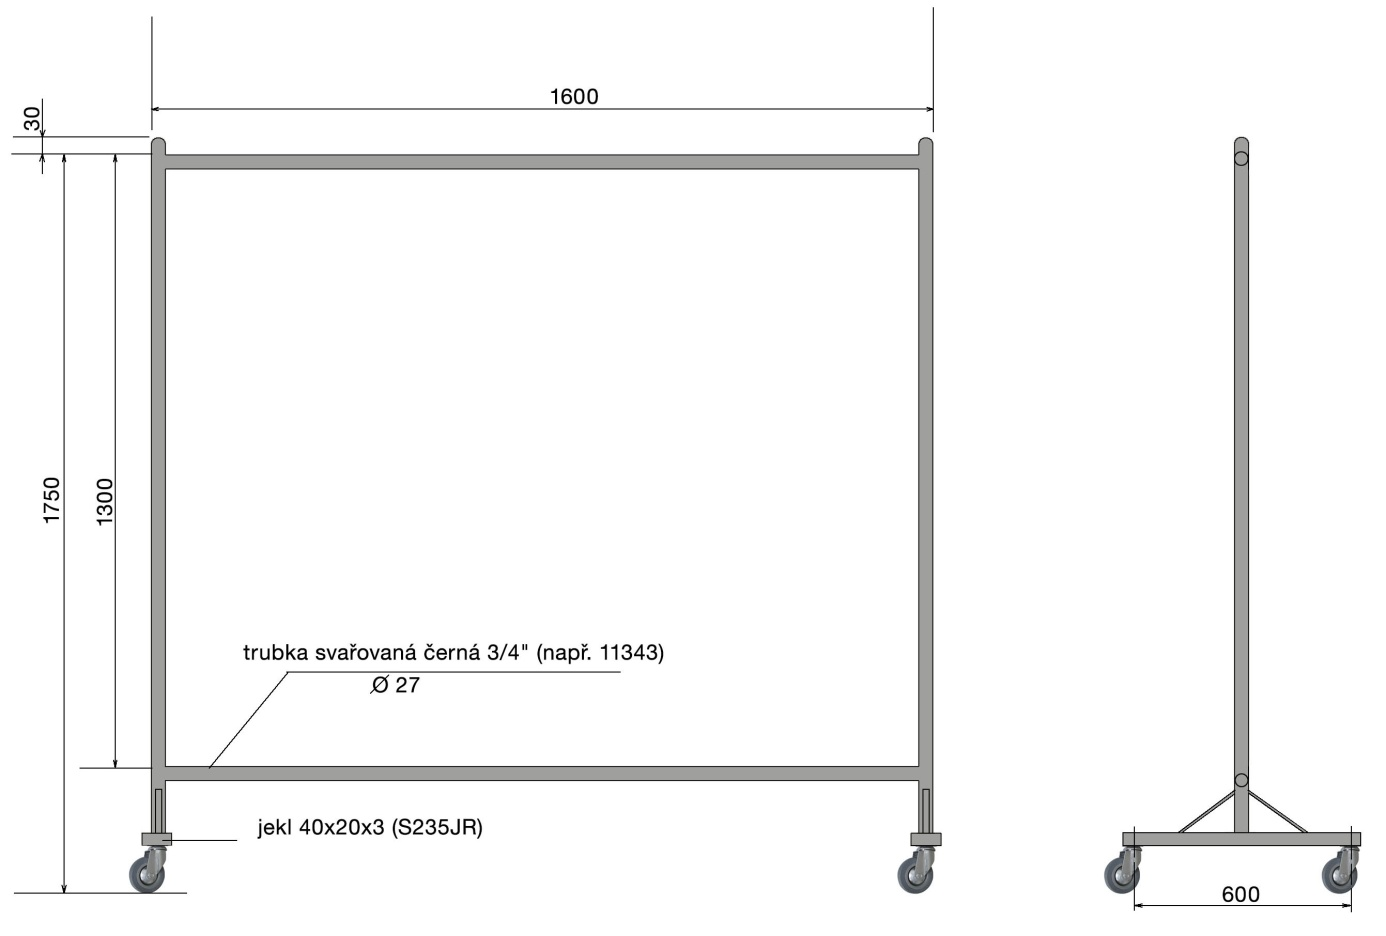 1600
30
1750
1300
trubka svařovaná černá 3/4" (např. 11343)
Ø 27
jekl 40x20x3 (S235JR)
600